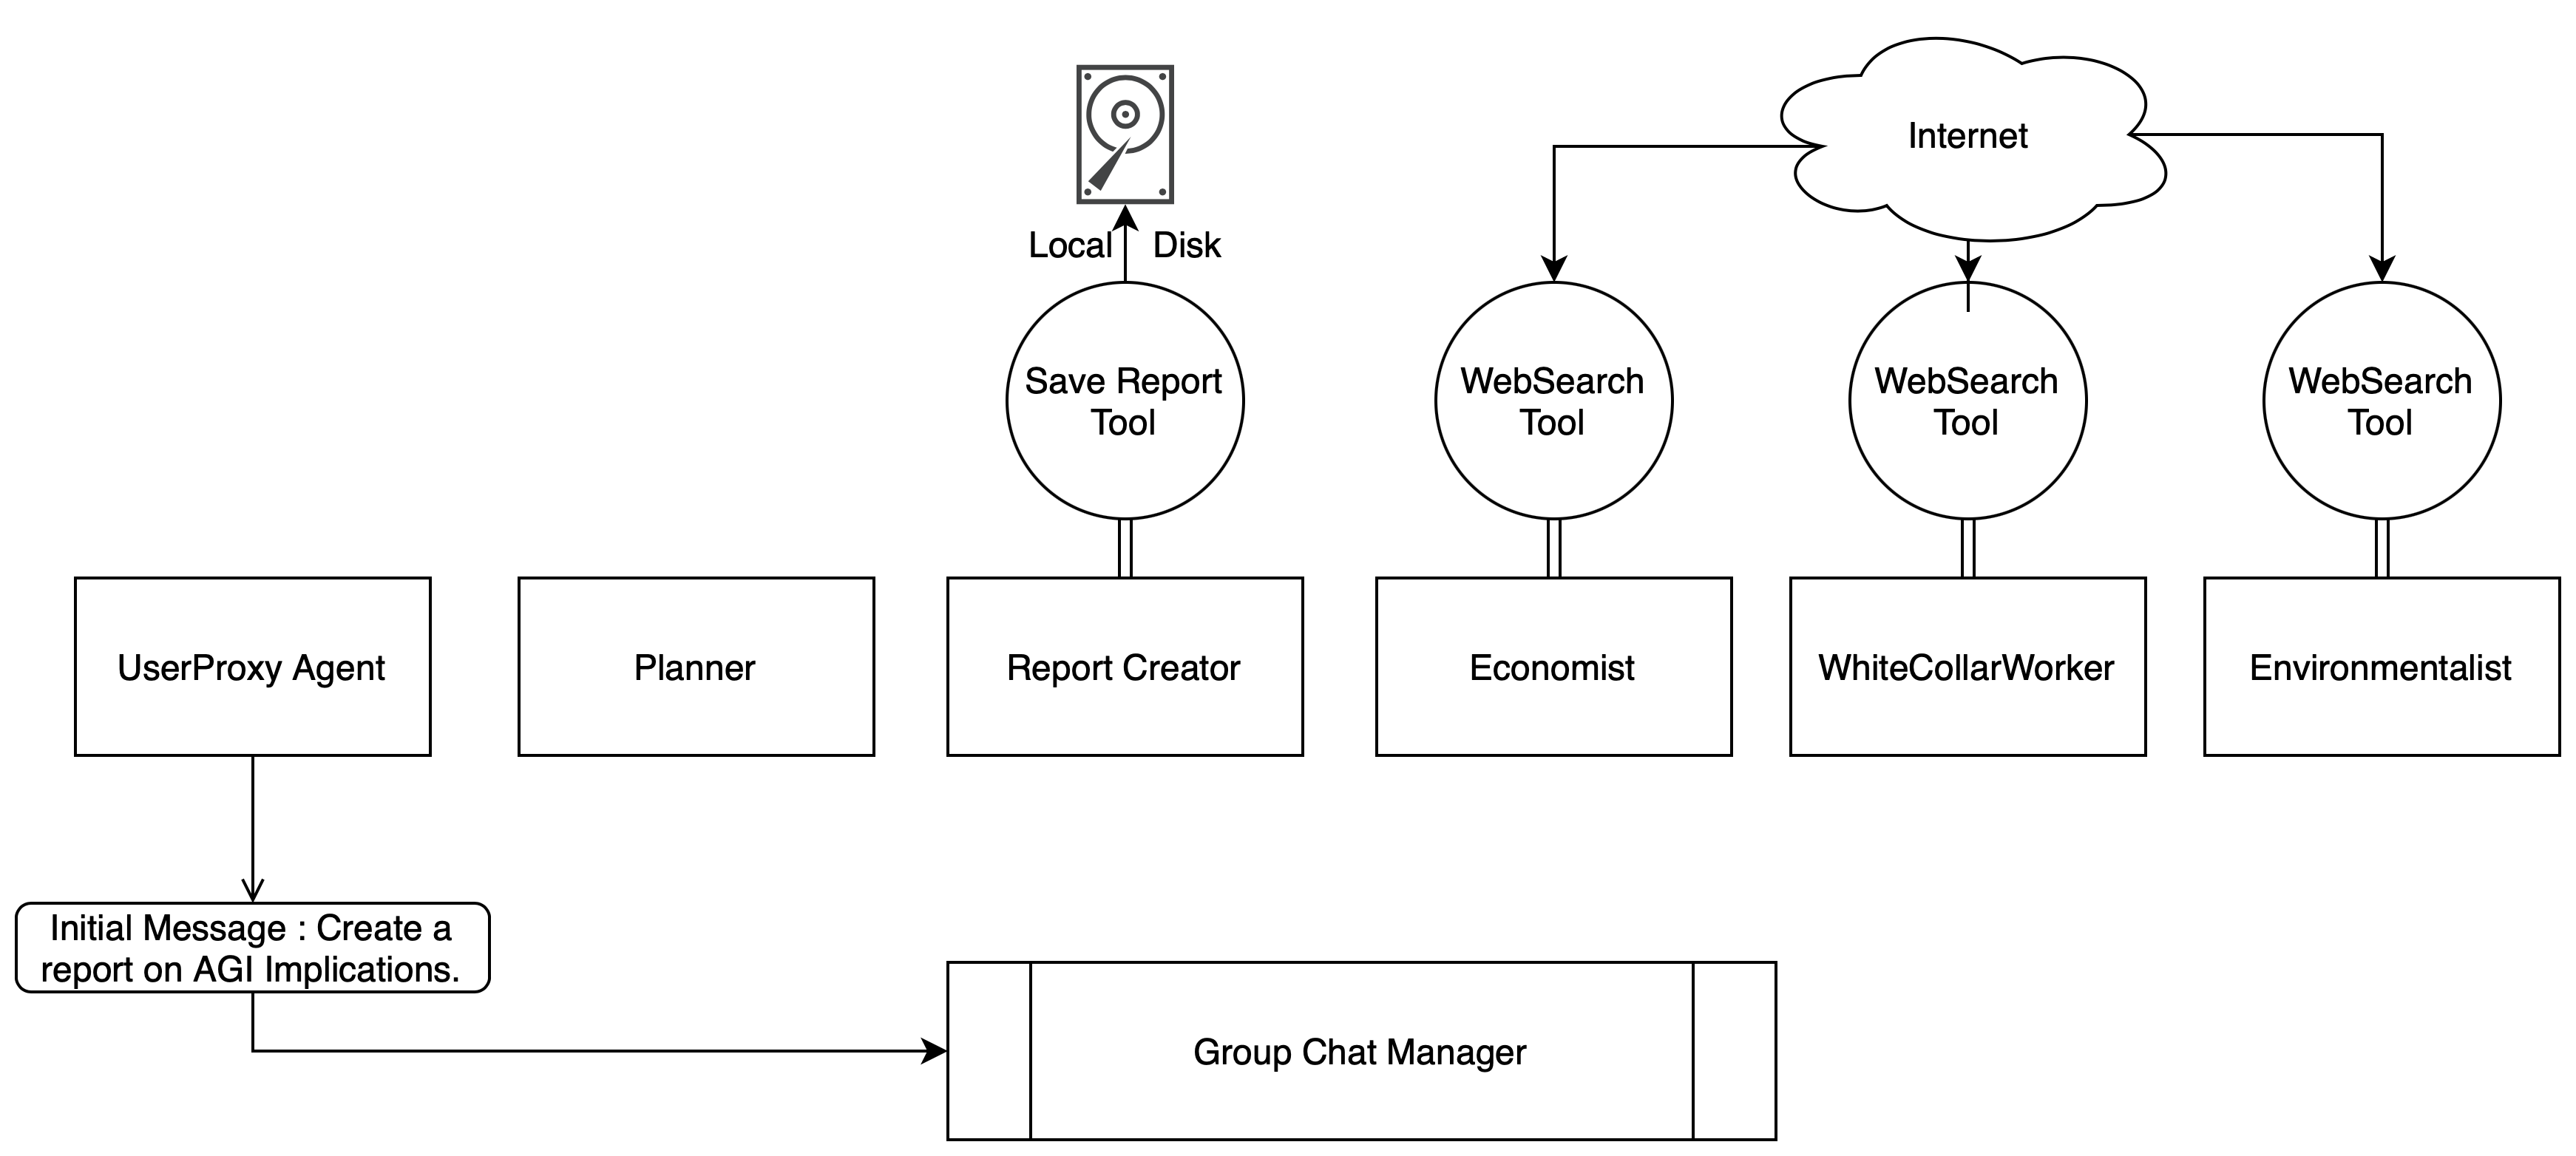 Internet
Local Disk
Save Report
Tool
WebSearch
Tool
WebSearch
Tool
WebSearch
Tool
UserProxy Agent
Planner
Report Creator
Economist
WhiteCollarWorker
Environmentalist
Initial Message : Create a
report on AGI Implications.
Group Chat Manager